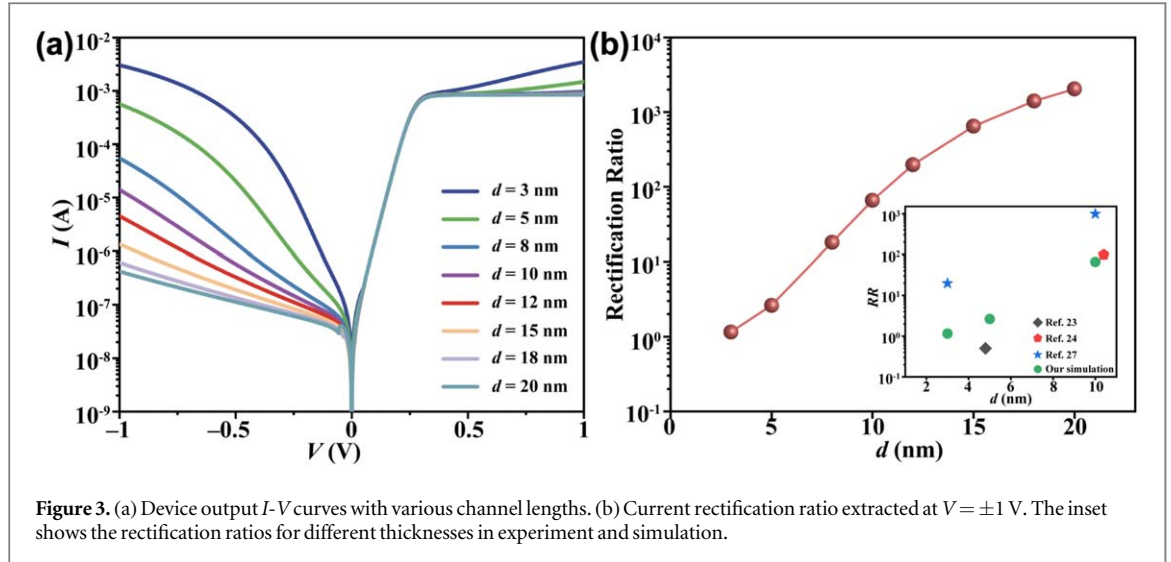 (a)
10⁻²
10⁻³
10⁻⁴
10⁻⁵
10⁻⁶
10⁻⁷
10⁻⁸
10⁻⁹
I (A)
−1
−0.5
0
0.5
1
V (V)
d = 3 nm
d = 5 nm
d = 8 nm
d = 10 nm
d = 12 nm
d = 15 nm
d = 18 nm
d = 20 nm
(b)
10⁴
10³
10²
10¹
10⁰
10⁻¹
Rectification Ratio
0
5
10
15
20
d (nm)
10³
10²
10¹
10⁰
10⁻¹
RR
2
4
6
8
10
d (nm)
Ref. 23
Ref. 24
Ref. 27
Our simulation
Figure 3. (a) Device output I-V curves with various channel lengths. (b) Current rectification ratio extracted at V = ±1 V. The inset
shows the rectification ratios for different thicknesses in experiment and simulation.